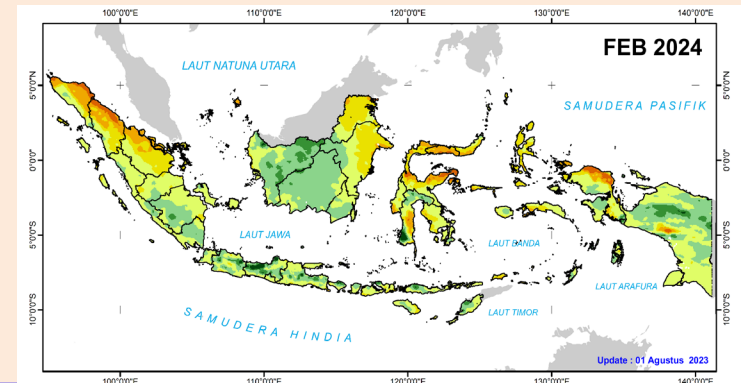 100°0'0"E 110°0'0"E 120°0'0"E 130°0'0"E 140°0'0"E
FEB 2024
LAUT NATUNA UTARA
5°0'0"N 5°0'0"N
SAMUDERA PASIFIK
0°0'0" 0°0'0"
LAUT JAWA
LAUT BANDA
5°0'0"S 5°0'0"S
LAUT ARAFURA
SAMUDERA HINDIA
LAUT TIMOR
10°0'0"S 10°0'0"S
Update : 01 Agustus 2023
100°0'0"E 110°0'0"E 120°0'0"E 130°0'0"E 140°0'0"E